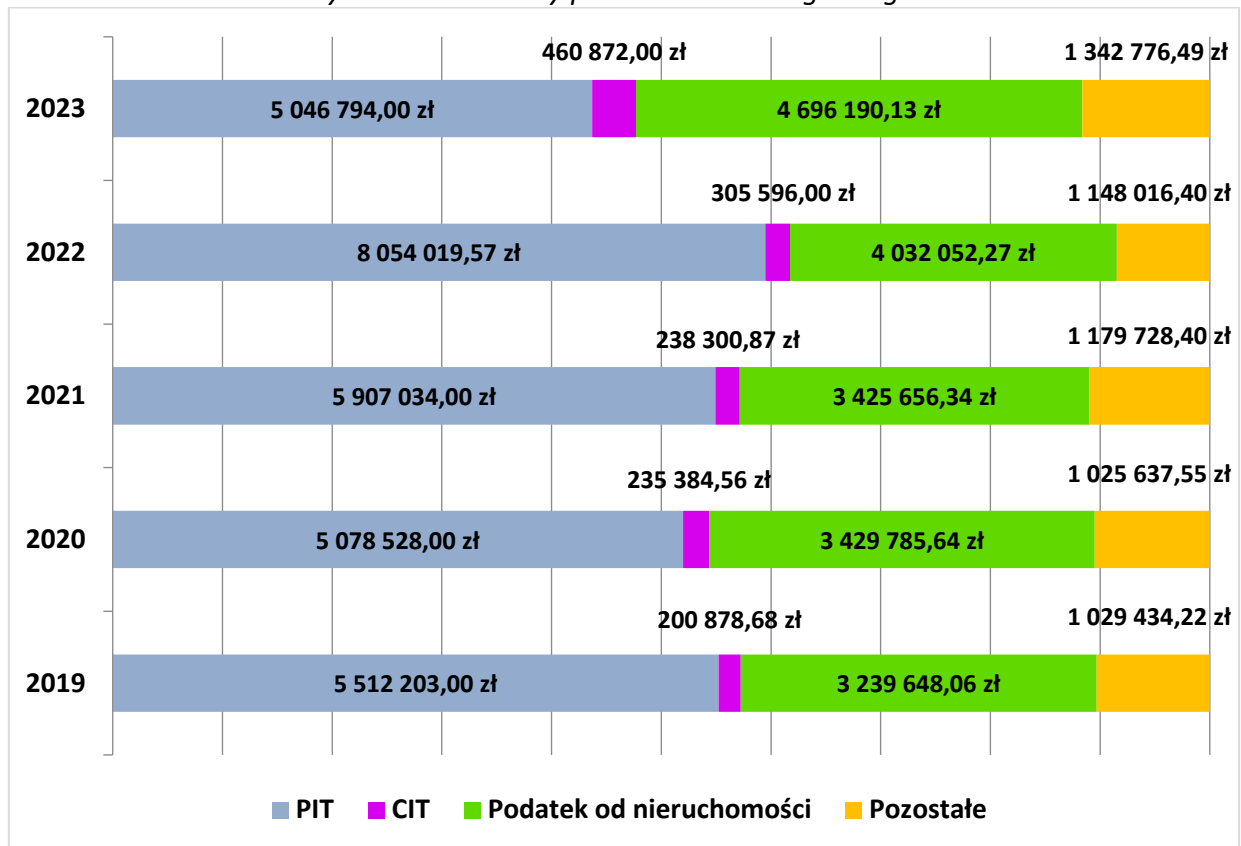 460 872,00 zł 1 342 776,49 zł
2023 5 046 794,00 zł 4 696 190,13 zł
305 596,00 zł 1 148 016,40 zł
2022 8 054 019,57 zł 4 032 052,27 zł
238 300,87 zł 1 179 728,40 zł
2021 5 907 034,00 zł 3 425 656,34 zł
235 384,56 zł 1 025 637,55 zł
2020 5 078 528,00 zł 3 429 785,64 zł
200 878,68 zł 1 029 434,22 zł
2019 5 512 203,00 zł 3 239 648,06 zł
PIT CIT Podatek od nieruchomości Pozostałe